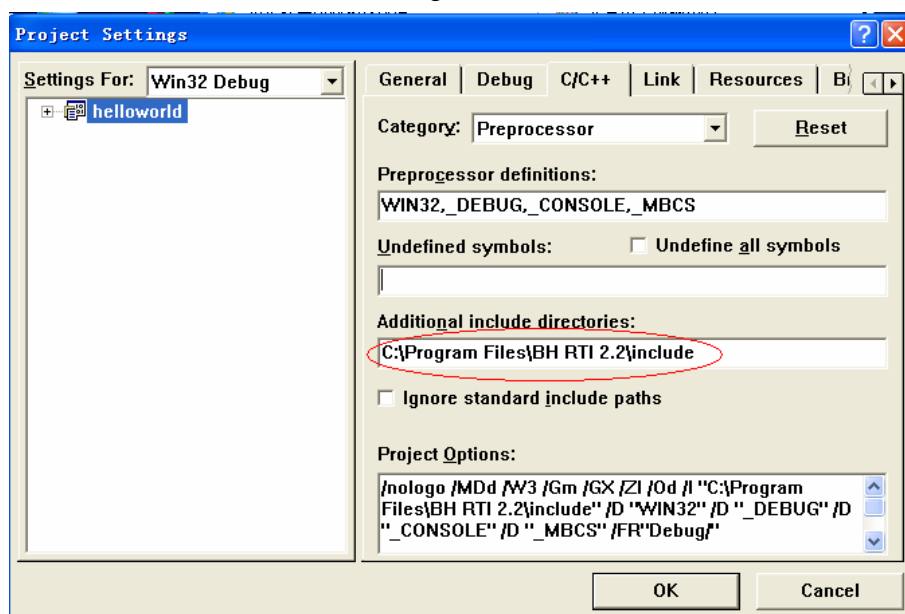 Project Settings
Settings For: Win32 Debug
helloworld
General Debug C/C++ Link Resources
Category: Preprocessor Reset
Preprocessor definitions:
WIN32,_DEBUG,_CONSOLE,_MBCS
Undefined symbols: Undefine all symbols
Additional include directories:
C:\Program Files\BH RTI 2.2\include
Ignore standard include paths
Project Options:
/nologo /MDd /W3 /Gm /GX /ZI /Od /I "C:\Program
Files\BH RTI 2.2\include" /D "WIN32" /D "_DEBUG" /D
"_CONSOLE" /D "_MBCS" /FR"Debug/"
OK Cancel